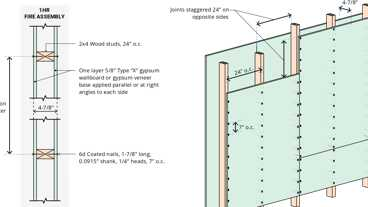 1HR
FIRE ASSEMBLY
2x4 Wood studs, 24" o.c.
One layer 5/8" Type "X" gypsum
wallboard or gypsum veneer
base applied parallel or at right
angles to each side
4-7/8"
6d Coated nails, 1-7/8" long,
0.0915" shank, 1/4" heads, 7" o.c.
Joints staggered 24" on
opposite sides
4-7/8"
24" o.c.
7" o.c.